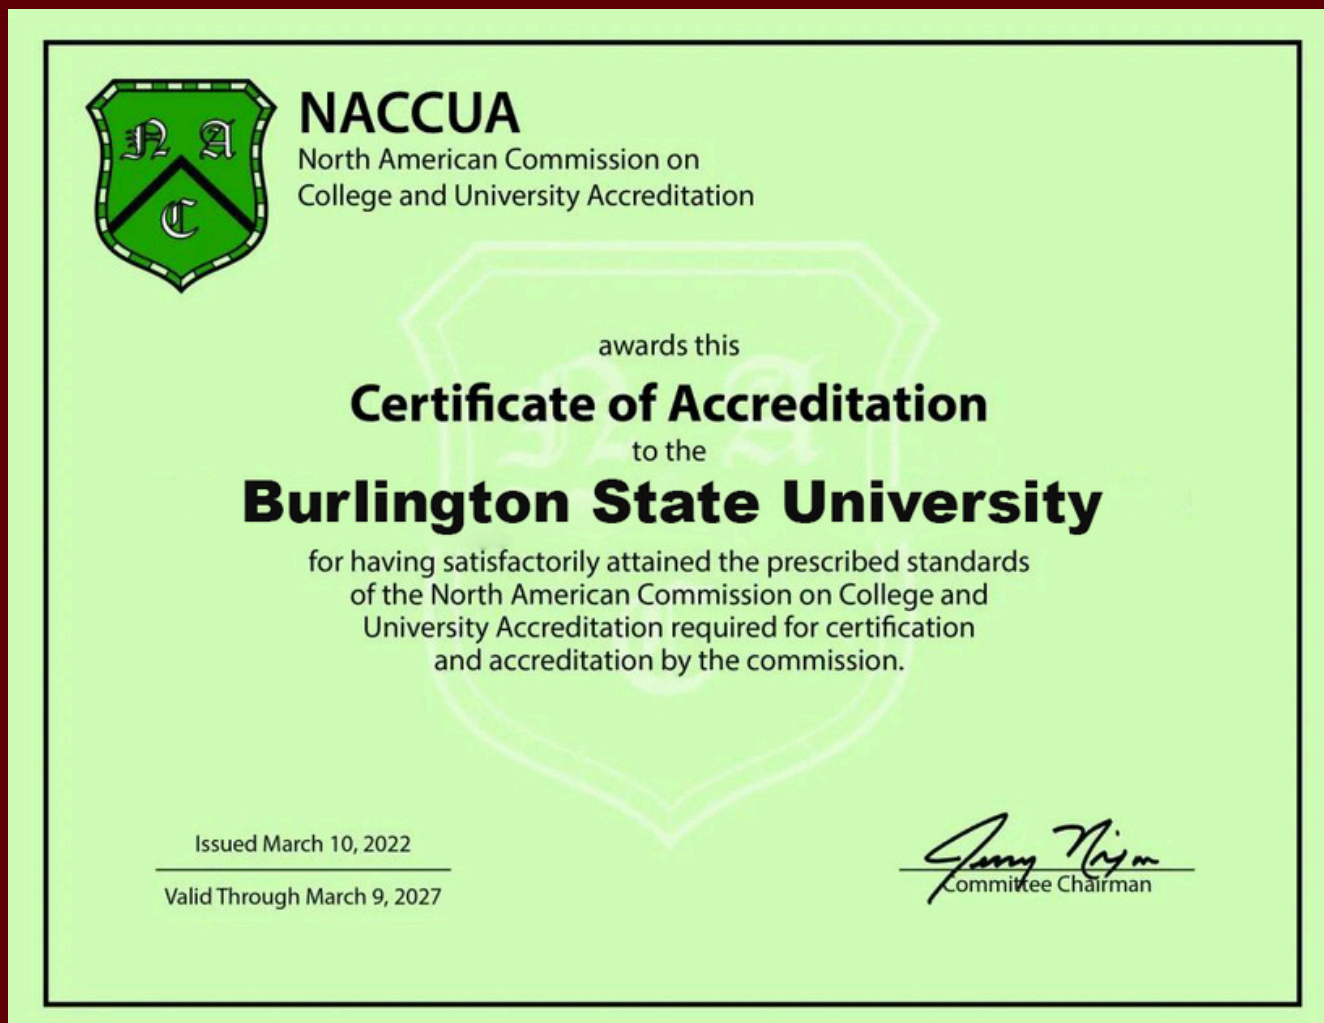 N A
C
NACCUA
North American Commission on
College and University Accreditation
awards this
Certificate of Accreditation
to the
Burlington State University
for having satisfactorily attained the prescribed standards
of the North American Commission on College and
University Accreditation required for certification
and accreditation by the commission.
Issued March 10, 2022
Valid Through March 9, 2027
Jerry Nixon
Committee Chairman